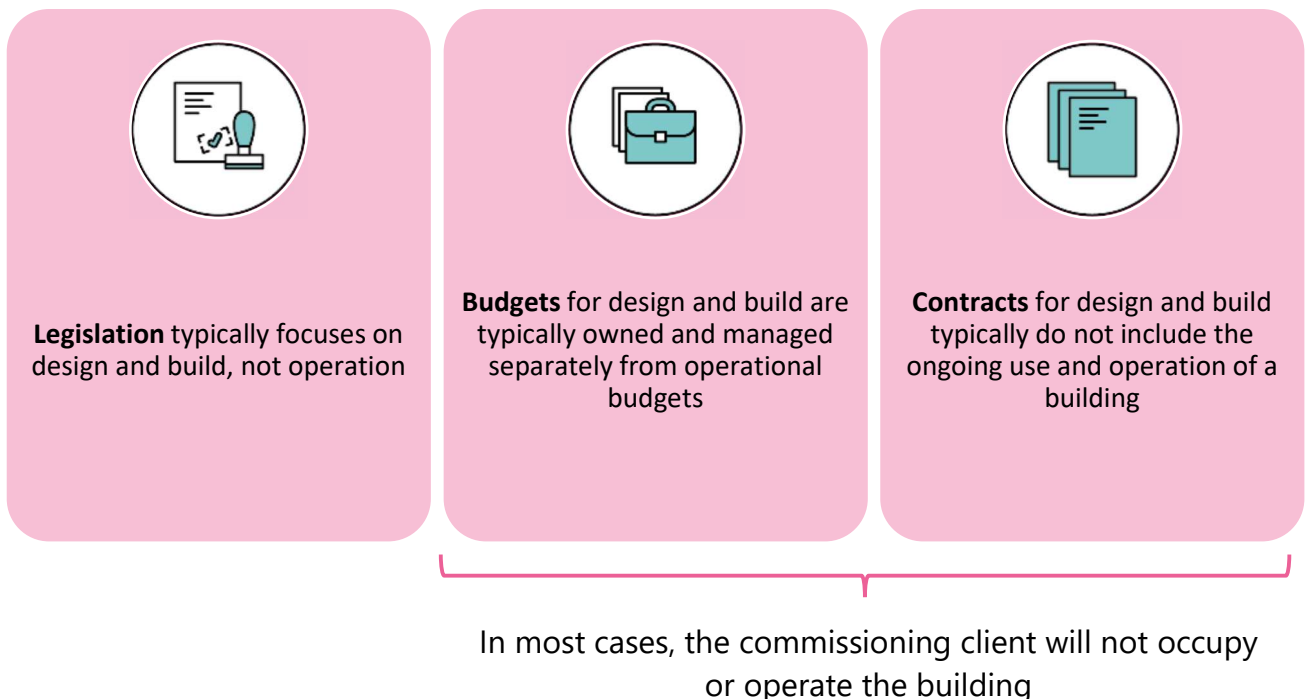 Legislation typically focuses on
design and build, not operation
Budgets for design and build are
typically owned and managed
separately from operational
budgets
Contracts for design and build
typically do not include the
ongoing use and operation of a
building
In most cases, the commissioning client will not occupy
or operate the building